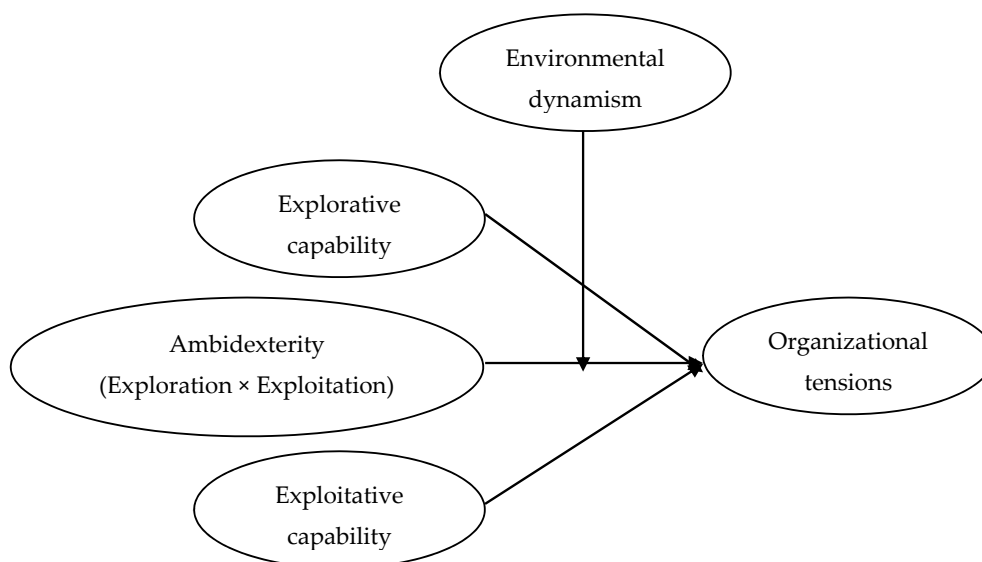 Environmental
dynamism
Explorative
capability
Ambidexterity
(Exploration × Exploitation)
Organizational
tensions
Exploitative
capability